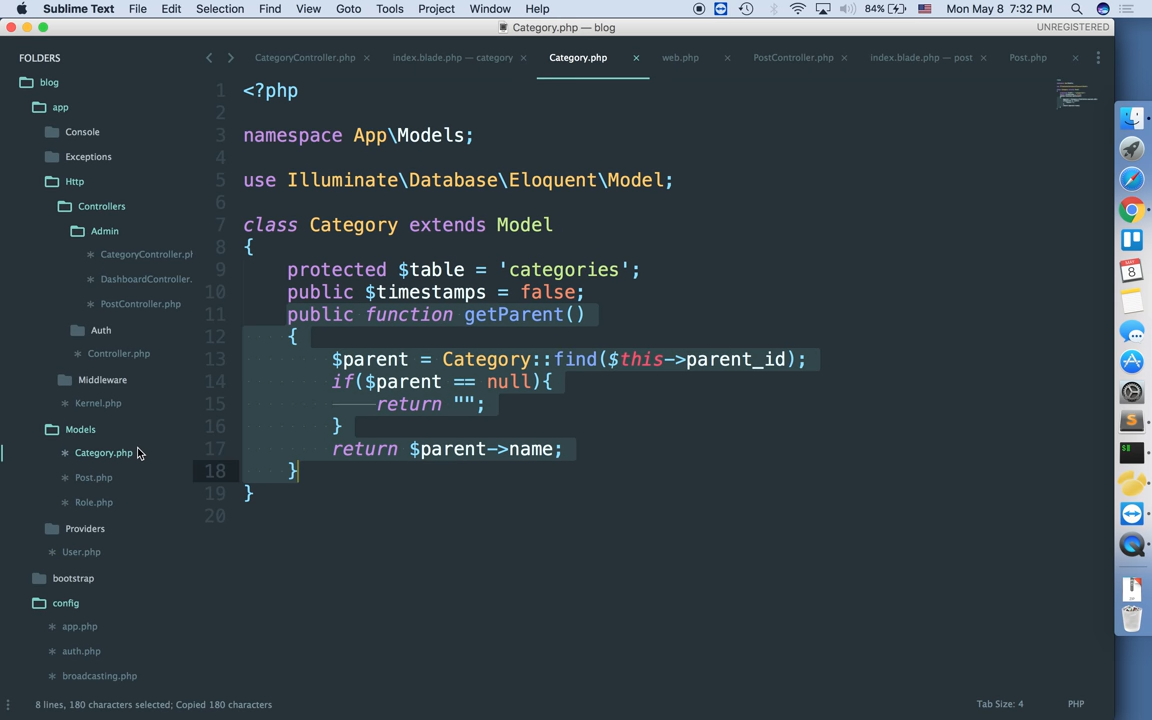 Sublime Text File Edit Selection Find View Goto Tools Project Window Help 84% Mon May 8 7:32 PM
Category.php — blog UNREGISTERED
FOLDERS
CategoryController.php × index.blade.php — category × Category.php × web.php × PostController.php × index.blade.php — post × Post.php ×
blog
app
Console
Exceptions
Http
Controllers
Admin
CategoryController.pl
DashboardController.
PostController.php
Auth
Controller.php
Middleware
Kernel.php
Models
Category.php
Post.php
Role.php
Providers
User.php
bootstrap
config
app.php
auth.php
broadcasting.php
1 <?php
2
3 namespace App\Models;
4
5 use Illuminate\Database\Eloquent\Model;
6
7 class Category extends Model
8 {
9 protected $table = 'categories';
10 public $timestamps = false;
11 public function getParent()
12 {
13 $parent = Category::find($this->parent_id);
14 if($parent == null){
15 return "";
16 }
17 return $parent->name;
18 }
19 }
20
8
8 lines, 180 characters selected; Copied 180 characters Tab Size: 4 PHP